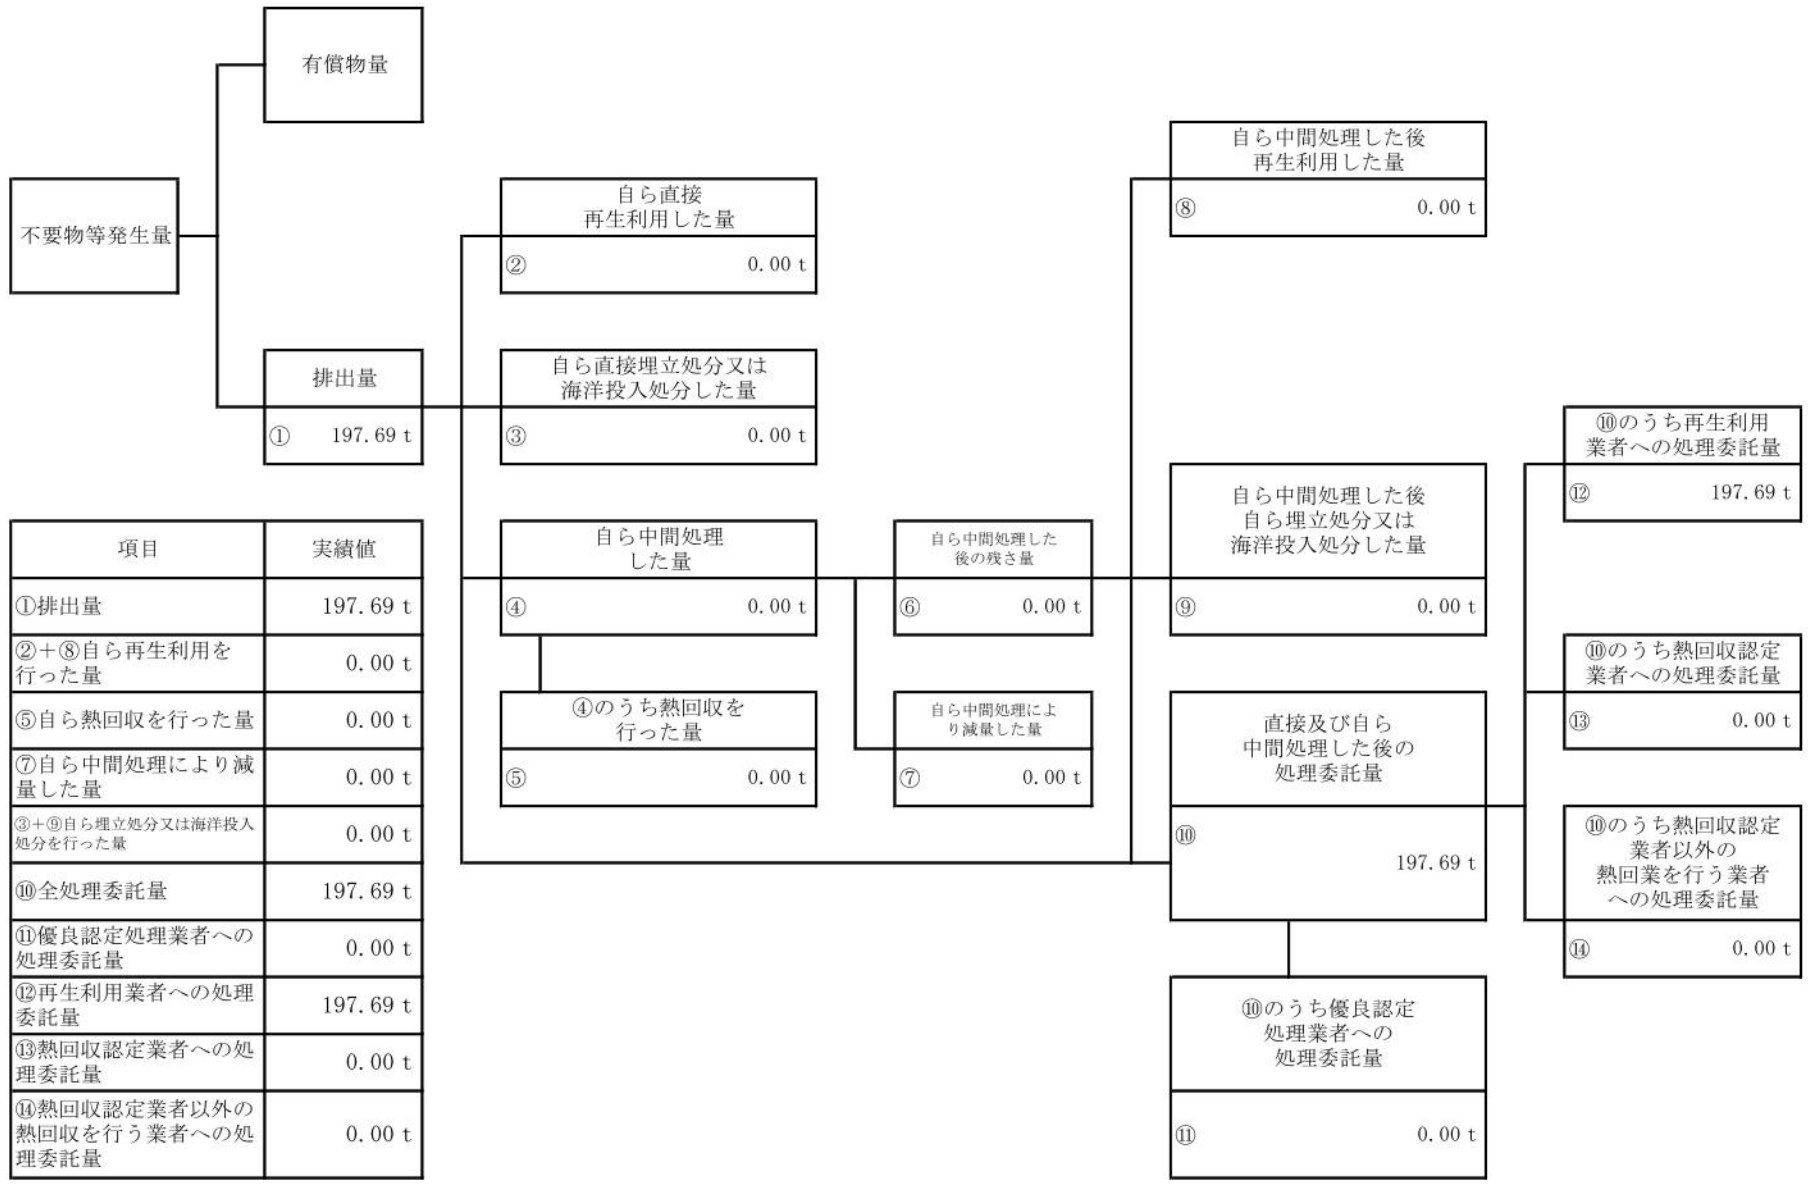 有償物量
不要物等発生量
排出量
① 197.69 t
自ら直接
再生利用した量
② 0.00 t
自ら直接埋立処分又は
海洋投入処分した量
③ 0.00 t
自ら中間処理
した量
④ 0.00 t
④のうち熱回収を
行った量
⑤ 0.00 t
自ら中間処理した
後の残さ量
⑥ 0.00 t
自ら中間処理によ
り減量した量
⑦ 0.00 t
自ら中間処理した後
再生利用した量
⑧ 0.00 t
自ら中間処理した後
自ら埋立処分又は
海洋投入処分した量
⑨ 0.00 t
直接及び自ら
中間処理した後の
処理委託量
⑩
197.69 t
⑩のうち優良認定
処理業者への
処理委託量
⑪ 0.00 t
⑩のうち再生利用
業者への処理委託量
⑫ 197.69 t
⑩のうち熱回収認定
業者への処理委託量
⑬ 0.00 t
⑩のうち熱回収認定
業者以外の
熱回業を行う業者
への処理委託量
⑭ 0.00 t
項目 実績値
①排出量 197.69 t
②+⑧自ら再生利用を
行った量 0.00 t
⑤自ら熱回収を行った量 0.00 t
⑦自ら中間処理により減
量した量 0.00 t
③+⑨自ら埋立処分又は海洋投入
処分を行った量 0.00 t
⑩全処理委託量 197.69 t
⑪優良認定処理業者への
処理委託量 0.00 t
⑫再生利用業者への処理
委託量 197.69 t
⑬熱回収認定業者への処
理委託量 0.00 t
⑭熱回収認定業者以外の
熱回収を行う業者への処
理委託量 0.00 t